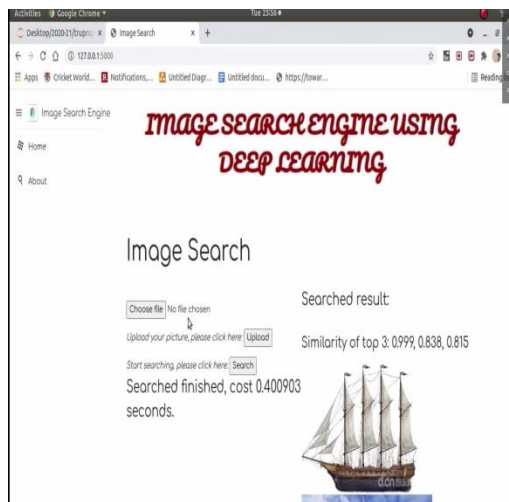 Activities Google Chrome Tue 23:56
Desktop/2020-21/truproj x Image Search x +
127.0.0.1:5000
Apps Cricket World... Notifications,... Untitled Diagr... Untitled docu... https://towar... Reading
Image Search Engine
IMAGE SEARCH ENGINE USING
DEEP LEARNING
Home
About
Image Search
Choose file No file chosen
Searched result:
Upload your picture, please click here: Upload
Similarity of top 3: 0.999, 0.838, 0.815
Start searching, please click here: Search
Searched finished, cost 0.400903
seconds.